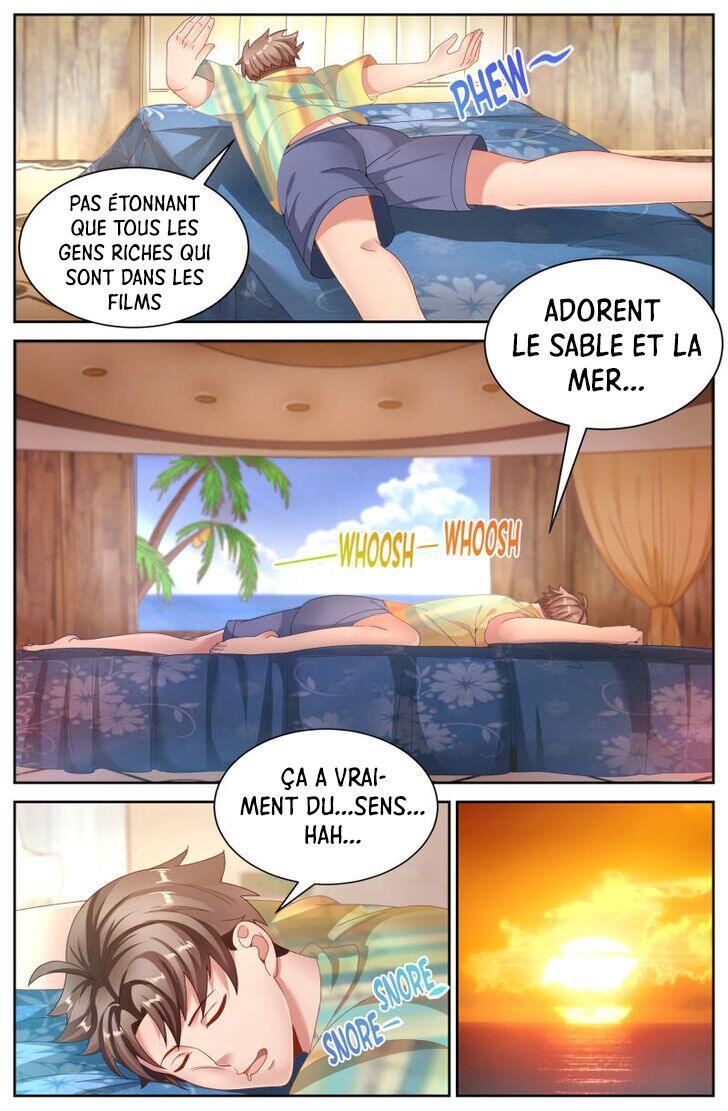 PHEW~
PAS ÉTONNANT
QUE TOUS LES
GENS RICHES QUI
SONT DANS LES
FILMS
ADORENT
LE SABLE ET LA
MER...
WHOOSH—WHOOSH
ÇA A VRAI-
MENT DU...SENS...
HAH...
SNORE
SNORE~